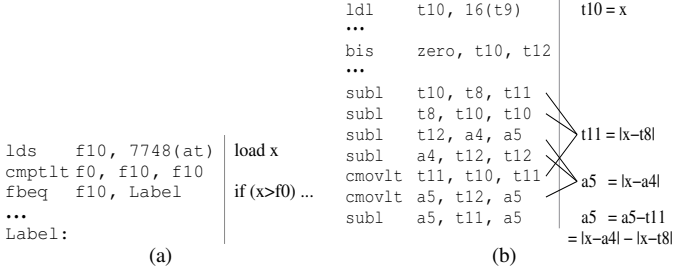 lds f10, 7748(at) load x
cmptlt f0, f10, f10
fbeq f10, Label if (x>f0) ...
...
Label:
(a)
ldl t10, 16(t9) t10 = x
...
bis zero, t10, t12
...
subl t10, t8, t11
subl t8, t10, t10
subl t12, a4, a5 t11 = |x-t8|
subl a4, t12, t12
cmovlt t11, t10, t11 a5 = |x-a4|
cmovlt a5, t12, a5
subl a5, t11, a5 a5 = a5-t11
= |x-a4| - |x-t8|
(b)